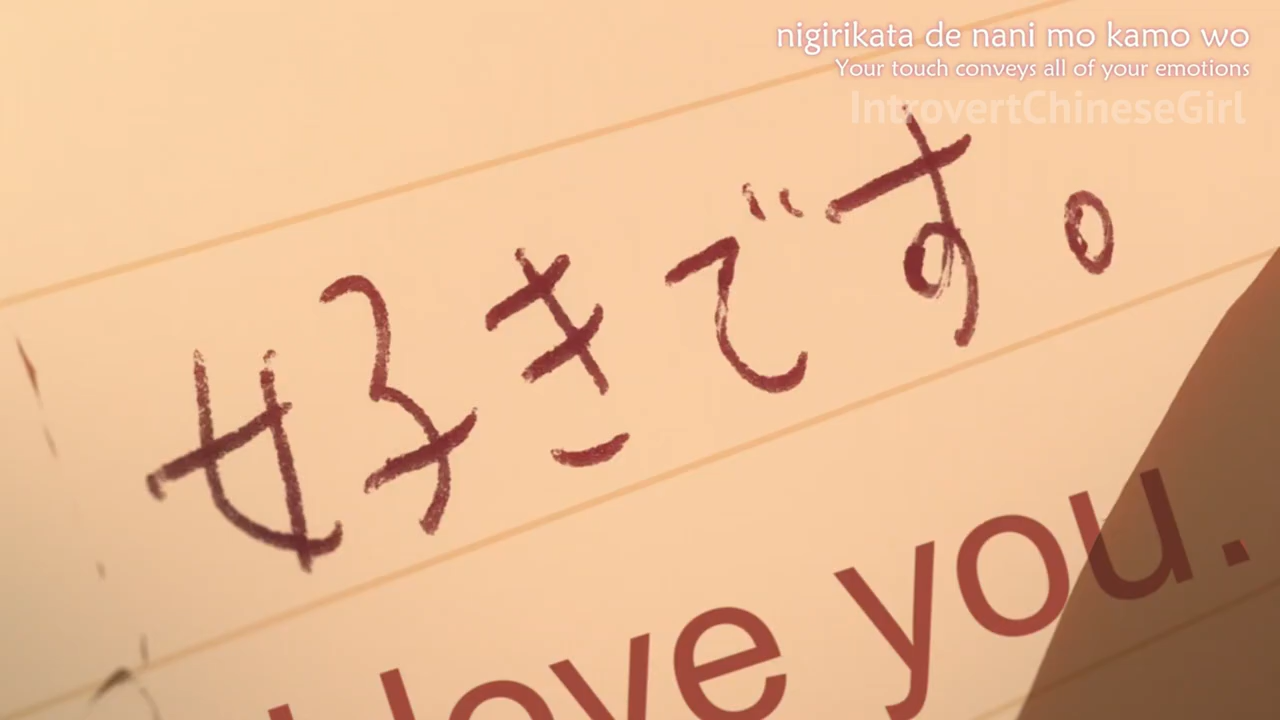 nigirikata de nani mo kamo wo
Your touch conveys all of your emotions
IntrovertChineseGirl
好きです。
I love you.